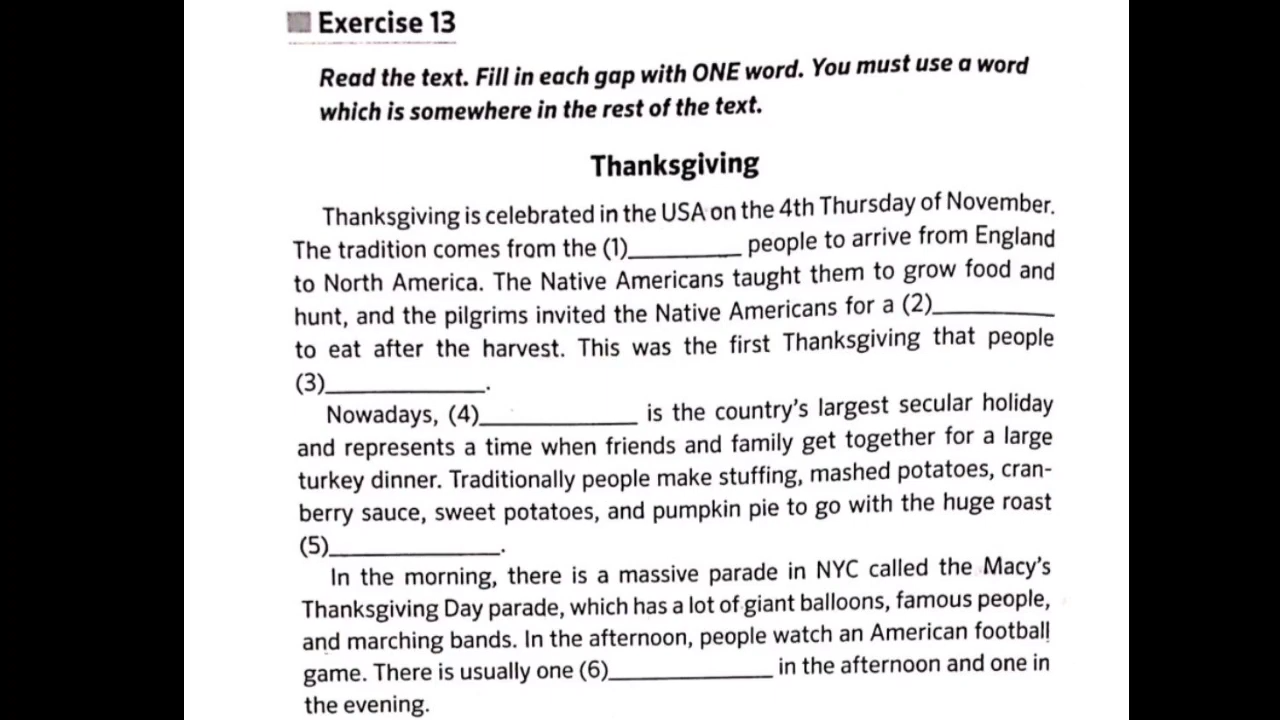 Exercise 13
Read the text. Fill in each gap with ONE word. You must use a word
which is somewhere in the rest of the text.
Thanksgiving
Thanksgiving is celebrated in the USA on the 4th Thursday of November.
The tradition comes from the (1)_________ people to arrive from England
to North America. The Native Americans taught them to grow food and
hunt, and the pilgrims invited the Native Americans for a (2)_________
to eat after the harvest. This was the first Thanksgiving that people
(3)_____________.
Nowadays, (4)_____________ is the country's largest secular holiday
and represents a time when friends and family get together for a large
turkey dinner. Traditionally people make stuffing, mashed potatoes, cran-
berry sauce, sweet potatoes, and pumpkin pie to go with the huge roast
(5)_____________.
In the morning, there is a massive parade in NYC called the Macy's
Thanksgiving Day parade, which has a lot of giant balloons, famous people,
and marching bands. In the afternoon, people watch an American football
game. There is usually one (6)_____________ in the afternoon and one in
the evening.